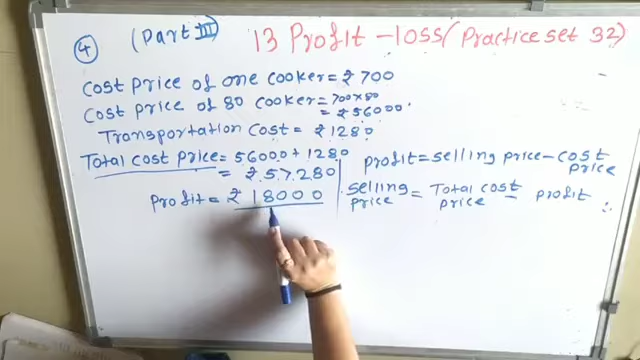 ④ (Part III) 13 Profit-loss (Practice set 32)
Cost Price of one Cooker = ₹ 700
Cost Price of 80 Cooker = 700×80
= ₹ 56000.
Transportation Cost = ₹ 1280
Total cost price = 56000 + 1280
= ₹ 57280
Profit = ₹ 18000
profit = selling price - cost price
selling price = Total cost price - profit ∴